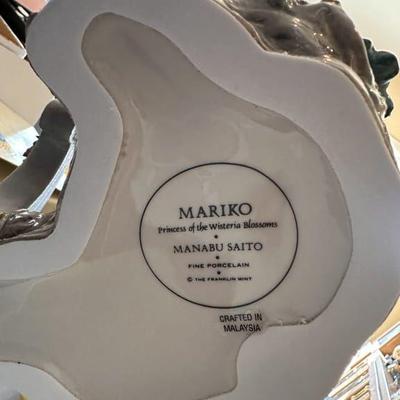 MARIKO
Princess of the Wisteria Blossoms
•
MANABU SAITO
•
FINE PORCELAIN
•
© THE FRANKLIN MINT
CRAFTED IN
MALAYSIA